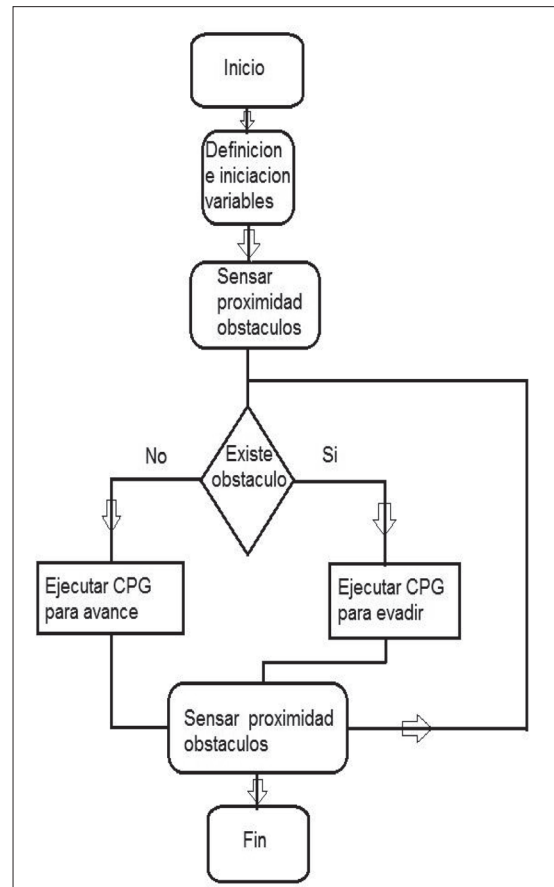 Inicio
Definicion
e iniciacion
variables
Sensar
proximidad
obstaculos
Existe
obstaculo
No
Si
Ejecutar CPG
para avance
Ejecutar CPG
para evadir
Sensar proximidad
obstaculos
Fin